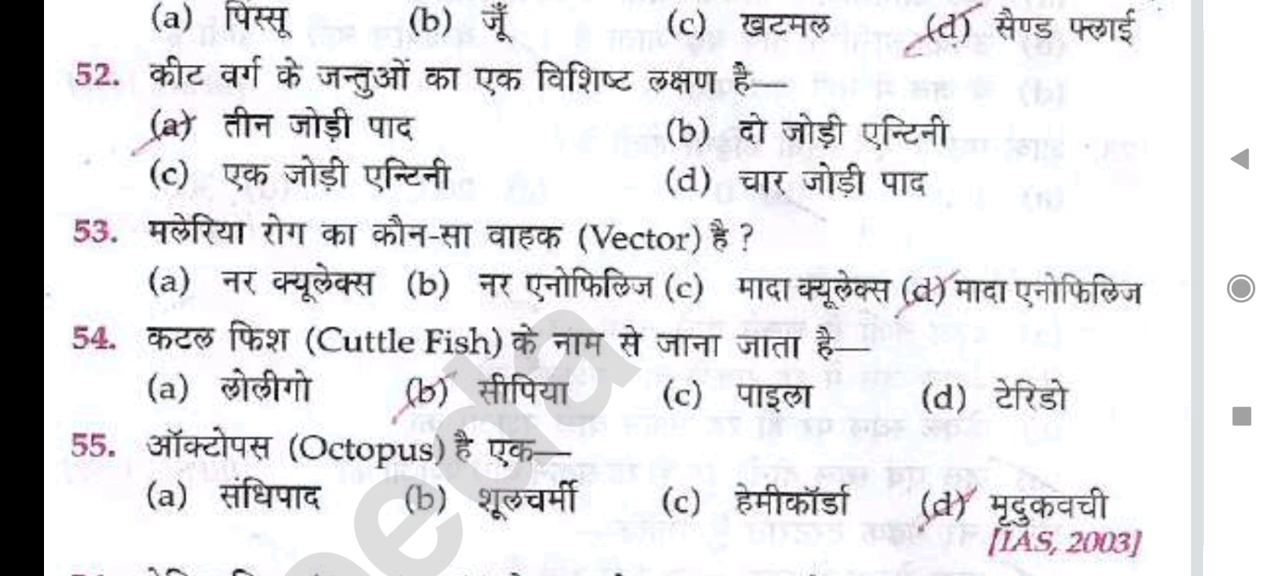 (a) पिस्सू (b) जूँ (c) खटमल (d) सैण्ड फ्लाई
52. कीट वर्ग के जन्तुओं का एक विशिष्ट लक्षण है—
(a) तीन जोड़ी पाद (b) दो जोड़ी एन्टिनी
(c) एक जोड़ी एन्टिनी (d) चार जोड़ी पाद
53. मलेरिया रोग का कौन-सा वाहक (Vector) है ?
(a) नर क्यूलेक्स (b) नर एनोफिलिज (c) मादा क्यूलेक्स (d) मादा एनोफिलिज
54. कटल फिश (Cuttle Fish) के नाम से जाना जाता है—
(a) लोलीगो (b) सीपिया (c) पाइला (d) टेरिडो
55. ऑक्टोपस (Octopus) है एक—
(a) संधिपाद (b) शूलचर्मी (c) हेमीकॉर्डा (d) मृदुकवची
[IAS, 2003]